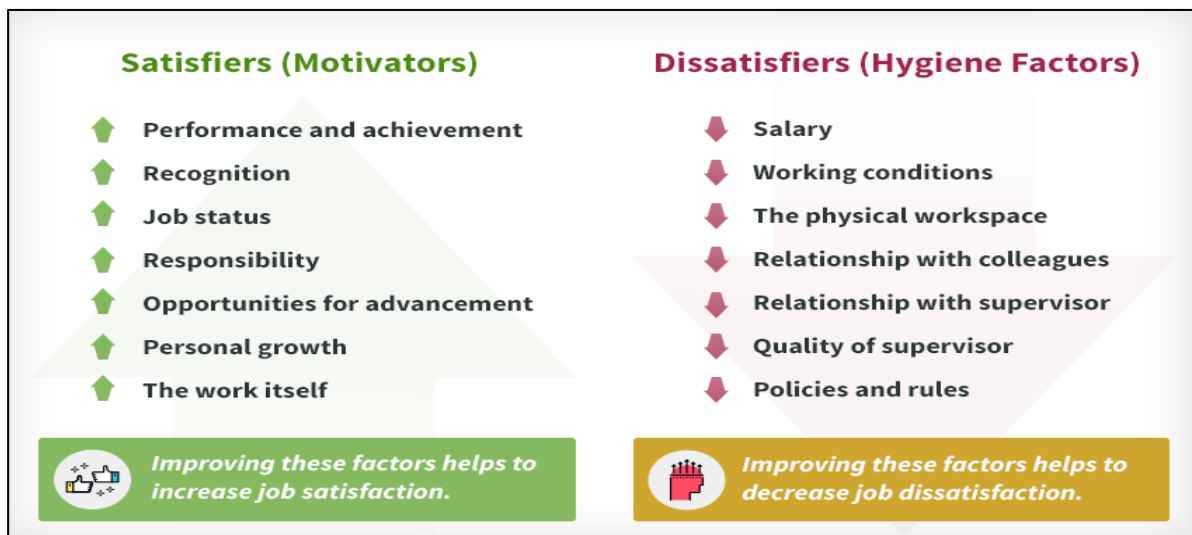 Satisfiers (Motivators)
Performance and achievement
Recognition
Job status
Responsibility
Opportunities for advancement
Personal growth
The work itself
Improving these factors helps to
increase job satisfaction.
Dissatisfiers (Hygiene Factors)
Salary
Working conditions
The physical workspace
Relationship with colleagues
Relationship with supervisor
Quality of supervisor
Policies and rules
Improving these factors helps to
decrease job dissatisfaction.